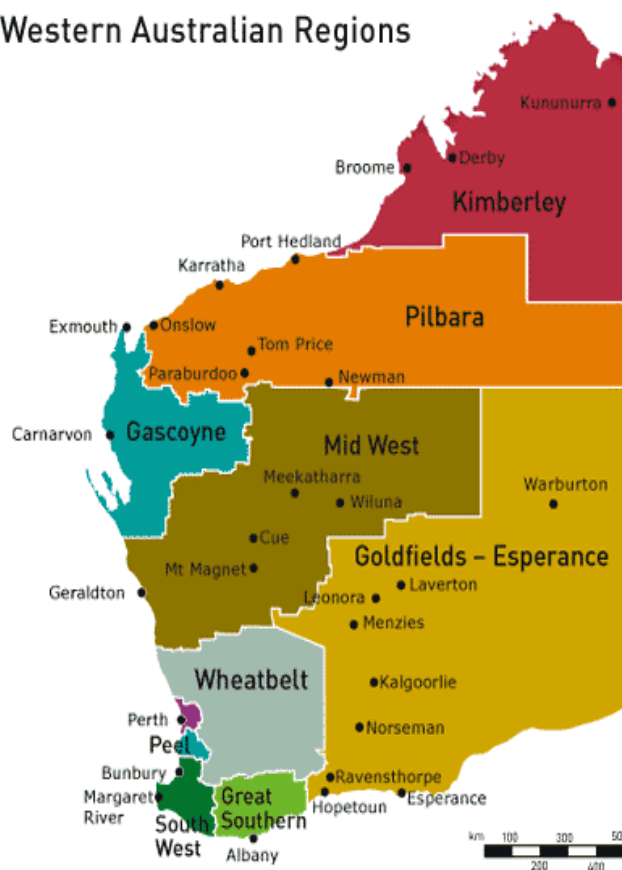 Western Australian Regions
Kununurra
Derby
Broome
Kimberley
Port Hedland
Karratha
Pilbara
Exmouth
Onslow
Tom Price
Paraburdoo
Newman
Carnarvon
Gascoyne
Mid West
Meekatharra
Warburton
Wiluna
Cue
Goldfields – Esperance
Mt Magnet
Laverton
Geraldton
Leonora
Menzies
Wheatbelt
Kalgoorlie
Perth
Norseman
Peel
Bunbury
Ravensthorpe
Margaret
River
Great
Southern
Hopetoun
Esperance
South
West
Albany
km 100 300 50
200 400